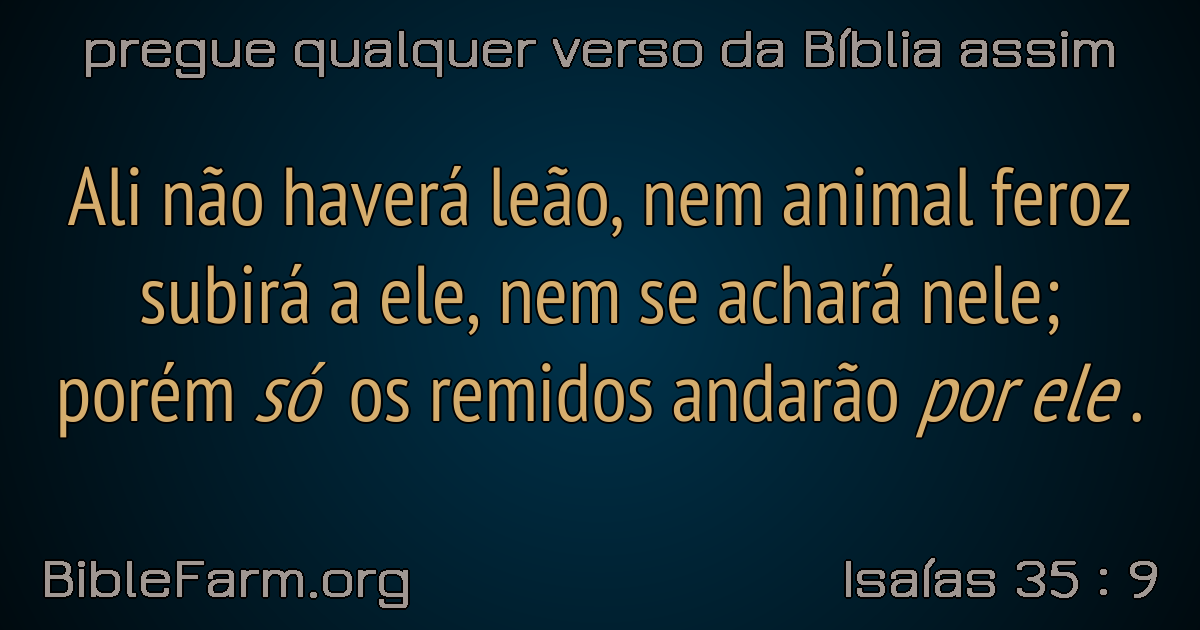 pregue qualquer verso da Bíblia assim
Ali não haverá leão, nem animal feroz
subirá a ele, nem se achará nele;
porém só os remidos andarão por ele .
BibleFarm.org
Isaías 35 : 9